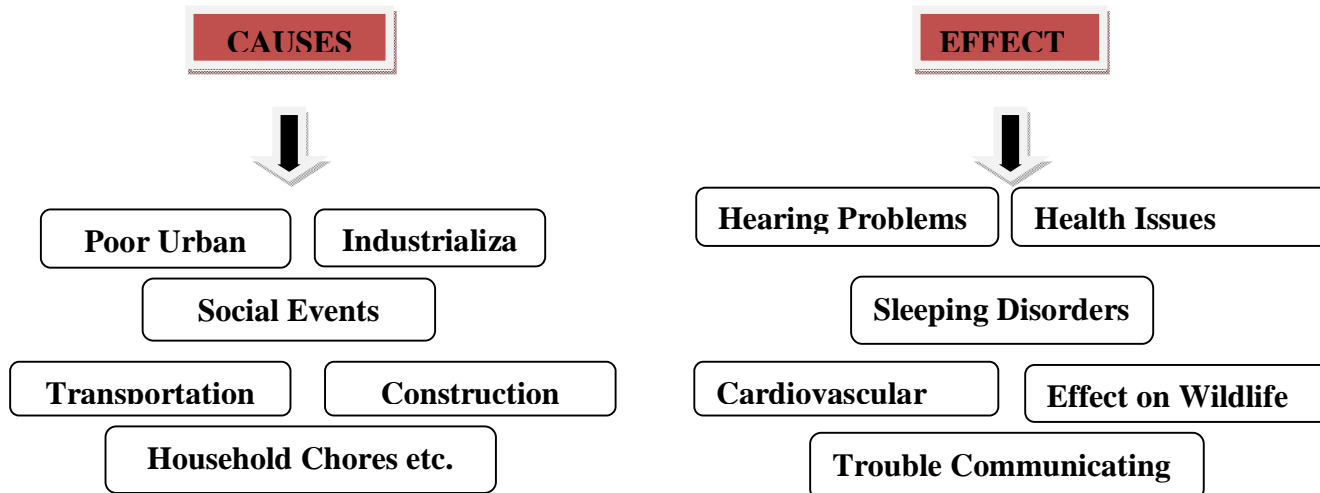 CAUSES
Poor Urban
Industrializa
Social Events
Transportation
Construction
Household Chores etc.
EFFECT
Hearing Problems
Health Issues
Sleeping Disorders
Cardiovascular
Effect on Wildlife
Trouble Communicating